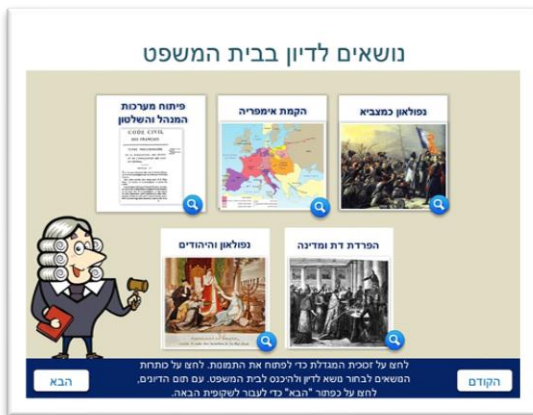 נושאים לדיון בבית המשפט
נפולאון כמצביא
הקמת אימפריה
פיתוח מערכות
המנהל והשלטון
CODE CIVIL
DES FRANÇAIS
הפרדת דת ומדינה
נפולאון והיהודים
לחצו על זכוכית המגדלת כדי לפתוח את התמונות. לחצו על כותרות
הנושאים לבחור נושא לדיון ולהיכנס לבית המשפט. עם תום הדיונים,
לחצו על כפתור "הבא" כדי לעבור לשקופית הבאה.
הקודם
הבא